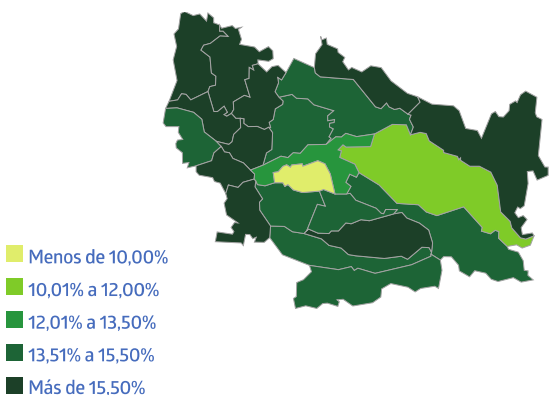 Menos de 10,00%
10,01% a 12,00%
12,01% a 13,50%
13,51% a 15,50%
Más de 15,50%